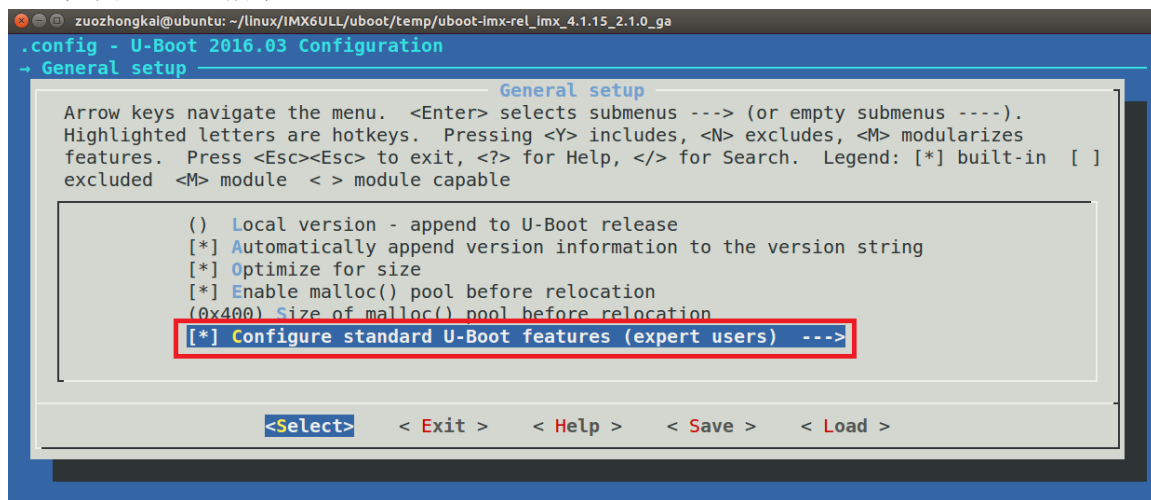 zuozhongkai@ubuntu: ~/linux/IMX6ULL/uboot/temp/uboot-imx-rel_imx_4.1.15_2.1.0_ga
.config - U-Boot 2016.03 Configuration
→ General setup
General setup
Arrow keys navigate the menu.  <Enter> selects submenus ---> (or empty submenus ----).
Highlighted letters are hotkeys.  Pressing <Y> includes, <N> excludes, <M> modularizes
features.  Press <Esc><Esc> to exit, <?> for Help, </> for Search.  Legend: [*] built-in  [ ]
excluded  <M> module  < > module capable
()  Local version - append to U-Boot release
[*] Automatically append version information to the version string
[*] Optimize for size
[*] Enable malloc() pool before relocation
(0x400) Size of malloc() pool before relocation
[*] Configure standard U-Boot features (expert users)  --->
<Select>    < Exit >    < Help >    < Save >    < Load >